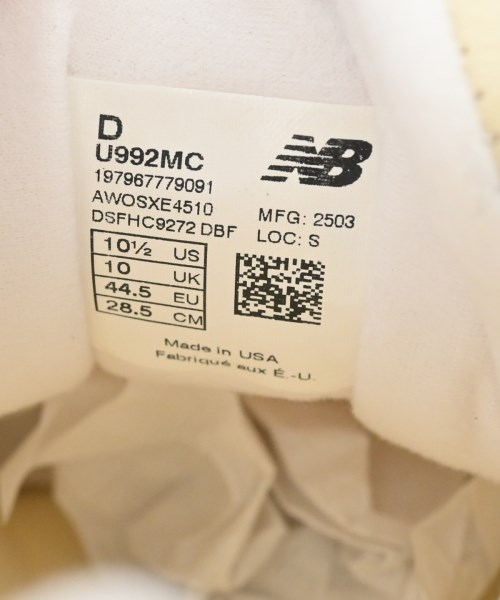 D
U992MC
197967779091
AWOSXE4510
DSFHC9272 DBF
NB
MFG: 2503
LOC: S
10½ US
10 UK
44.5 EU
28.5 CM
Made in USA
Fabriqué aux É.-U.